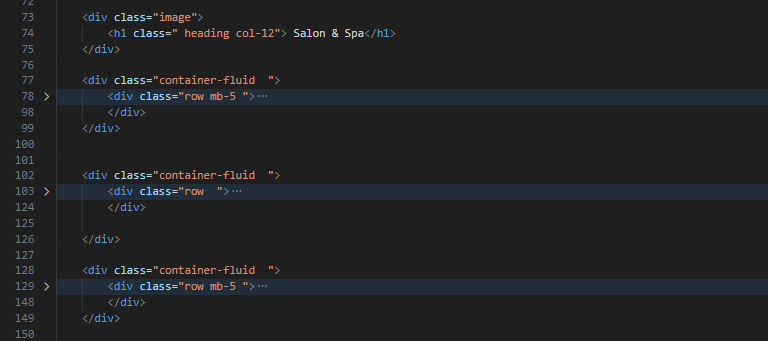 72
73 <div class="image">
74 <h1 class=" heading col-12"> Salon & Spa</h1>
75 </div>
76
77 <div class="container-fluid  ">
78 <div class="row mb-5 ">…
98 </div>
99 </div>
100
101
102 <div class="container-fluid  ">
103 <div class="row  ">…
124 </div>
125
126 </div>
127
128 <div class="container-fluid  ">
129 <div class="row mb-5 ">…
148 </div>
149 </div>
150